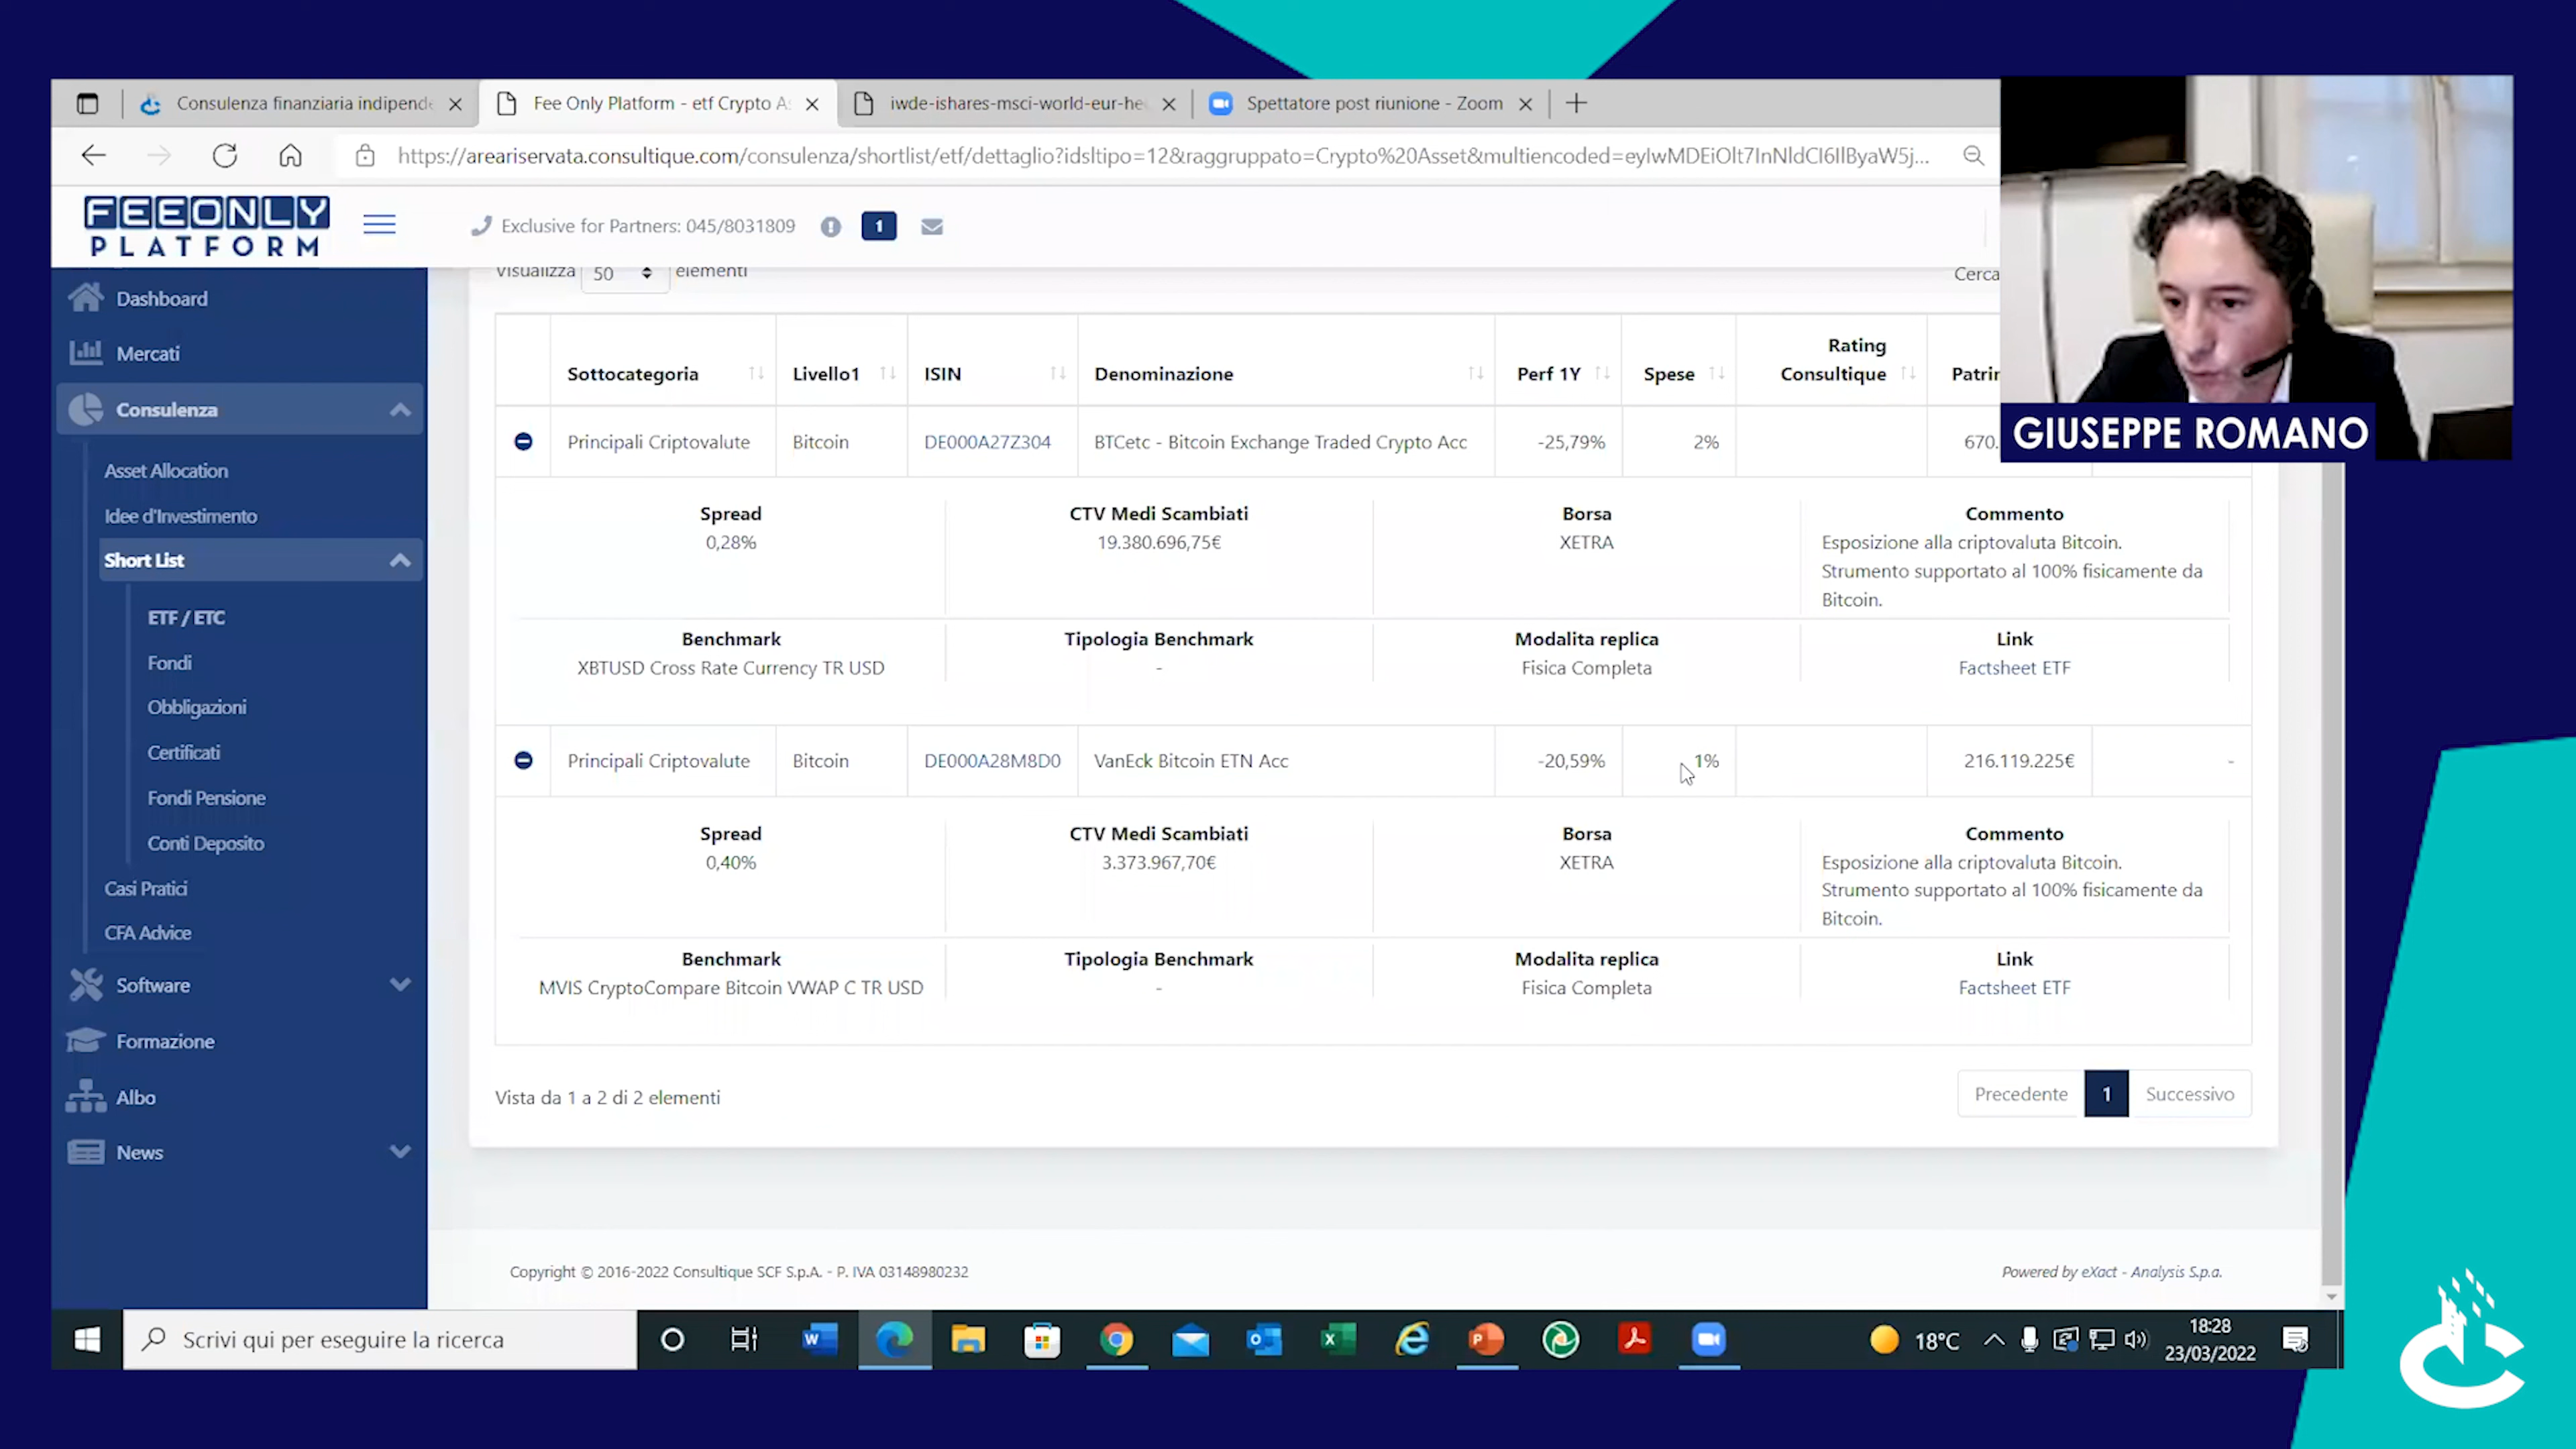 Consulenza finanziaria indipend
Fee Only Platform - etf Crypto A
iwde-ishares-msci-world-eur-he
Spettatore post riunione - Zoom
https://areariservata.consultique.com/consulenza/shortlist/etf/dettaglio?idsltipo=12&raggruppato=Crypto%20Asset&multiencoded=eyIwMDEiOlt7InNldCI6IlByaW5j...
FEEONLY
PLATFORM
Exclusive for Partners: 045/8031809
1
Visualizza 50 elementi
Cerca
Dashboard
Mercati
Consulenza
Asset Allocation
Idee d'Investimento
Short List
ETF / ETC
Fondi
Obbligazioni
Certificati
Fondi Pensione
Conti Deposito
Casi Pratici
CFA Advice
Software
Formazione
Albo
News
Sottocategoria Livello1 ISIN Denominazione Perf 1Y Spese Rating Consultique Patrin
Principali Criptovalute Bitcoin DE000A27Z304 BTCetc - Bitcoin Exchange Traded Crypto Acc -25,79% 2% 670.
Spread CTV Medi Scambiati Borsa Commento
0,28% 19.380.696,75€ XETRA Esposizione alla criptovaluta Bitcoin.
Strumento supportato al 100% fisicamente da
Bitcoin.
Benchmark Tipologia Benchmark Modalita replica Link
XBTUSD Cross Rate Currency TR USD - Fisica Completa Factsheet ETF
Principali Criptovalute Bitcoin DE000A28M8D0 VanEck Bitcoin ETN Acc -20,59% 1% 216.119.225€ -
Spread CTV Medi Scambiati Borsa Commento
0,40% 3.373.967,70€ XETRA Esposizione alla criptovaluta Bitcoin.
Strumento supportato al 100% fisicamente da
Bitcoin.
Benchmark Tipologia Benchmark Modalita replica Link
MVIS CryptoCompare Bitcoin VWAP C TR USD - Fisica Completa Factsheet ETF
Vista da 1 a 2 di 2 elementi
Precedente 1 Successivo
Copyright © 2016-2022 Consultique SCF S.p.A. - P. IVA 03148980232
Powered by eXact - Analysis S.p.a.
GIUSEPPE ROMANO
Scrivi qui per eseguire la ricerca
18°C
18:28
23/03/2022